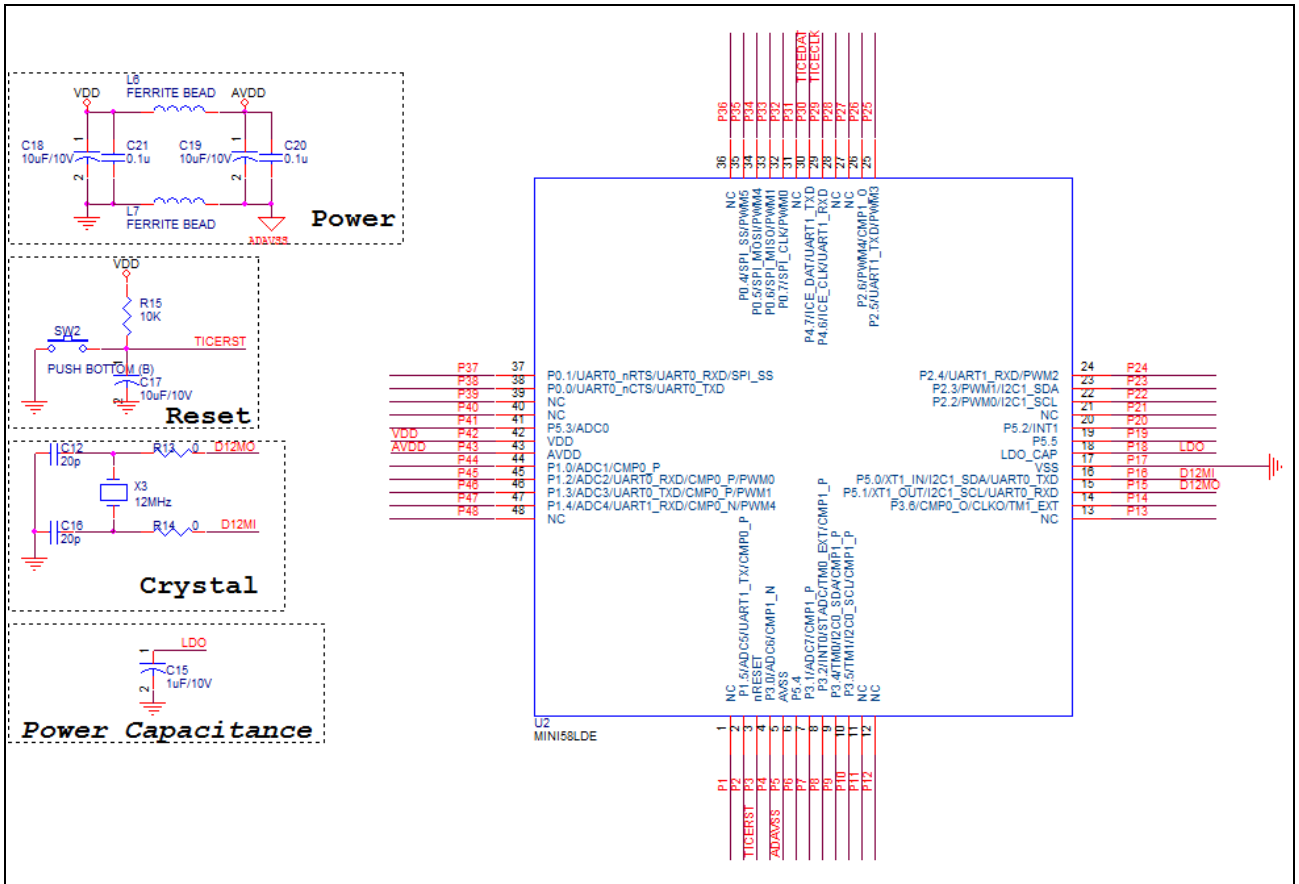 L6
VDD
FERRITE BEAD
AVDD
C18
10uF/10V
1
2
C21
0.1u
C19
10uF/10V
1
2
C20
0.1u
L7
FERRITE BEAD
ADAVSS
Power
VDD
R15
10K
SW2
TICERST
PUSH BOTTOM (B)
1
C17
10uF/10V
2
Reset
C12
20p
R13
0
D12MO
X3
12MHz
C16
20p
R14
0
D12MI
Crystal
LDO
1
C15
1uF/10V
2
Power Capacitance
TICEDAT
TICECLK
P36
P35
P34
P33
P32
P31
P30
P29
P28
P27
P26
P25
36
35
34
33
32
31
30
29
28
27
26
25
NC
P0.4/SPI_SS/PWM5
P0.5/SPI_MOSI/PWM4
P0.6/SPI_MISO/PWM1
P0.7/SPI_CLK/PWM0
NC
P4.7/ICE_DAT/UART1_TXD
P4.6/ICE_CLK/UART1_RXD
NC
NC
P2.6/PWM4/CMP1_O
P2.5/UART1_TXD/PWM3
P37 37 P0.1/UART0_nRTS/UART0_RXD/SPI_SS
P38 38 P0.0/UART0_nCTS/UART0_TXD
P39 39 NC
P40 40 NC
P41 41 P5.3/ADC0
VDD P42 42 VDD
AVDD P43 43 AVDD
P44 44 P1.0/ADC1/CMP0_P
P45 45 P1.2/ADC2/UART0_RXD/CMP0_P/PWM0
P46 46 P1.3/ADC3/UART0_TXD/CMP0_P/PWM1
P47 47 P1.4/ADC4/UART1_RXD/CMP0_N/PWM4
P48 48 NC
P2.4/UART1_RXD/PWM2 24 P24
P2.3/PWM1/I2C1_SDA 23 P23
P2.2/PWM0/I2C1_SCL 22 P22
NC 21 P21
P5.2/INT1 20 P20
P5.5 19 P19
LDO_CAP 18 P18 LDO
VSS 17 P17
P5.0/XT1_IN/I2C1_SDA/UART0_TXD 16 P16 D12MI
P5.1/XT1_OUT/I2C1_SCL/UART0_RXD 15 P15 D12MO
P3.6/CMP0_O/CLKO/TM1_EXT 14 P14
NC 13 P13
NC
P1.5/ADC5/UART1_TX/CMP0_P
nRESET
P3.0/ADC6/CMP1_N
AVSS
P5.4
P3.1/ADC7/CMP1_P
P3.2/INT0/STADC/TM0_EXT/CMP1_P
P3.4/TM0/I2C0_SDA/CMP1_P
P3.5/TM1/I2C0_SCL/CMP1_P
NC
NC
U2
MINI58LDE
1
2
3
4
5
6
7
8
9
10
11
12
P1
P2
P3
P4
P5
P6
P7
P8
P9
P10
P11
P12
TICERST
ADAVSS